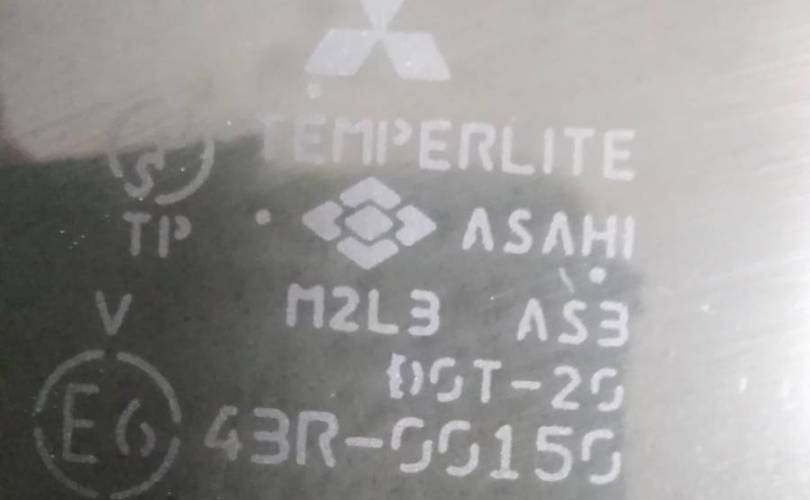 TEMPERLITE
S
TP
ASAHI
M2L3 AS3
V
DOT-20
E6 43R-00150